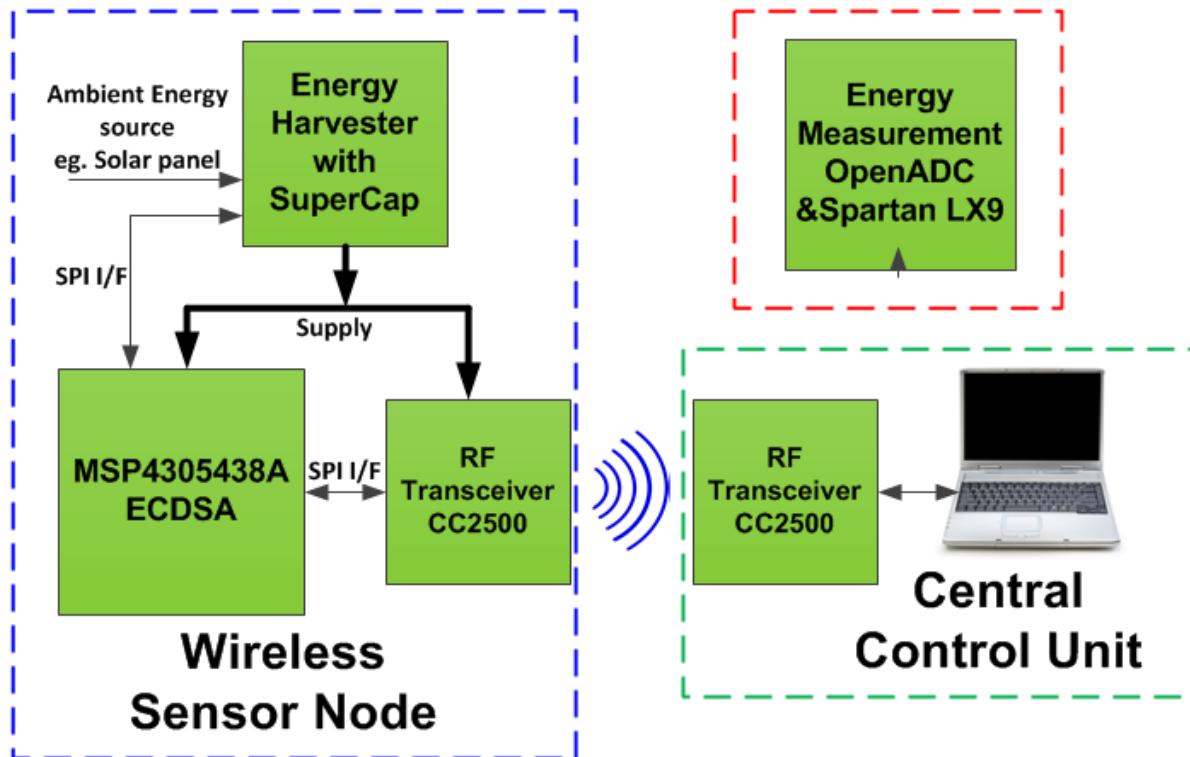 Ambient Energy
source
eg. Solar panel
Energy
Harvester
with
SuperCap
SPI I/F
Supply
MSP4305438A
ECDSA
SPI I/F
RF
Transceiver
CC2500
Wireless
Sensor Node
Energy
Measurement
OpenADC
&Spartan LX9
RF
Transceiver
CC2500
Central
Control Unit